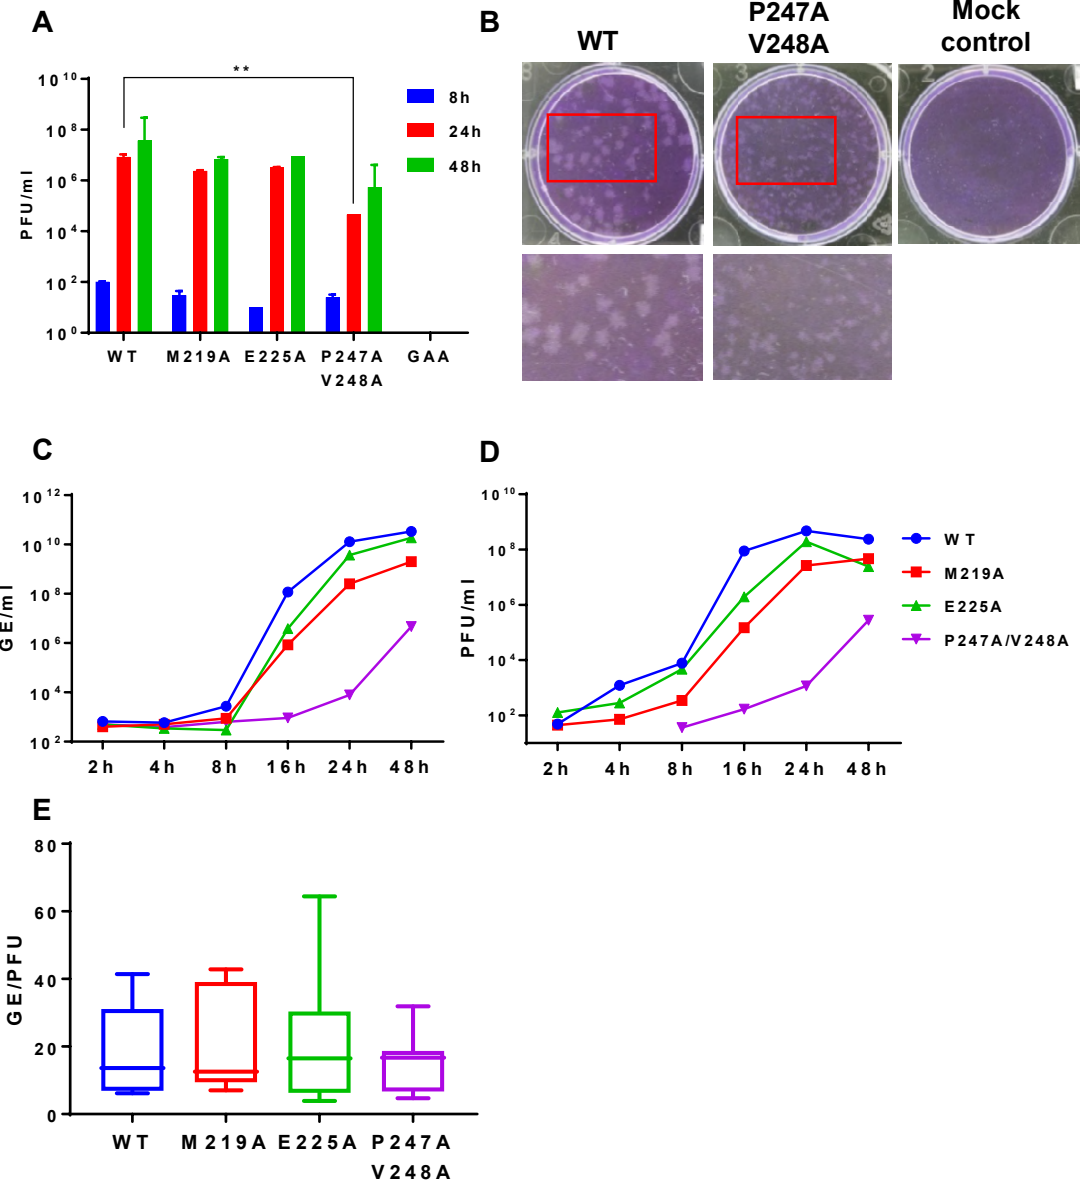 A
PFU/ml
10^10
10^8
10^6
10^4
10^2
10^0
**
8h
24h
48h
WT
M219A
E225A
P247A
V248A
GAA
B
WT
P247A
V248A
Mock
control
3
2
C
GE/ml
10^12
10^10
10^8
10^6
10^4
10^2
2h
4h
8h
16h
24h
48h
D
PFU/ml
10^10
10^8
10^6
10^4
10^2
2h
4h
8h
16h
24h
48h
WT
M219A
E225A
P247A/V248A
E
GE/PFU
80
60
40
20
0
WT
M219A
E225A
P247A
V248A